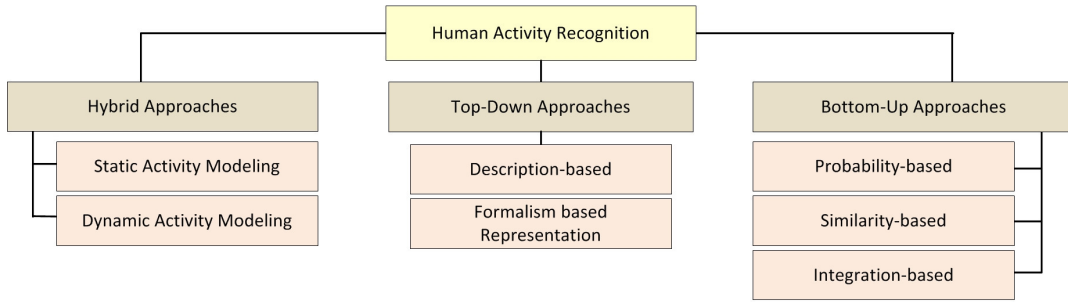 Human Activity Recognition
Hybrid Approaches
Static Activity Modeling
Dynamic Activity Modeling
Top-Down Approaches
Description-based
Formalism based
Representation
Bottom-Up Approaches
Probability-based
Similarity-based
Integration-based